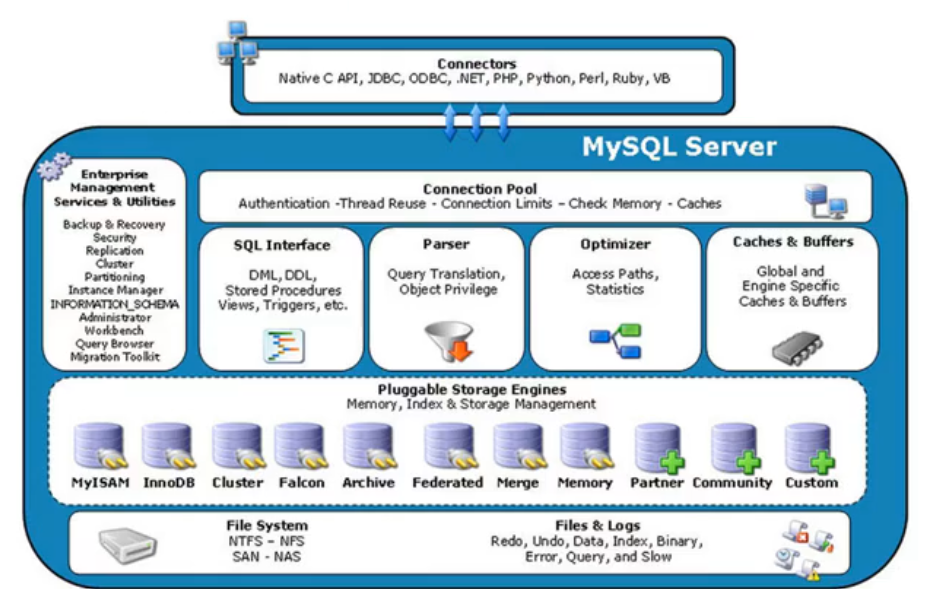 Connectors
Native C API, JDBC, ODBC, .NET, PHP, Python, Perl, Ruby, VB
MySQL Server
Enterprise
Management
Services & Utilities
Backup & Recovery
Security
Replication
Cluster
Partitioning
Instance Manager
INFORMATION_SCHEMA
Administrator
Workbench
Query Browser
Migration Toolkit
Connection Pool
Authentication -Thread Reuse - Connection Limits – Check Memory - Caches
SQL Interface
DML, DDL,
Stored Procedures
Views, Triggers, etc.
Parser
Query Translation,
Object Privilege
Optimizer
Access Paths,
Statistics
Caches & Buffers
Global and
Engine Specific
Caches & Buffers
Pluggable Storage Engines
Memory, Index & Storage Management
MyISAM InnoDB Cluster Falcon Archive Federated Merge Memory Partner Community Custom
File System
NTFS – NFS
SAN - NAS
Files & Logs
Redo, Undo, Data, Index, Binary,
Error, Query, and Slow